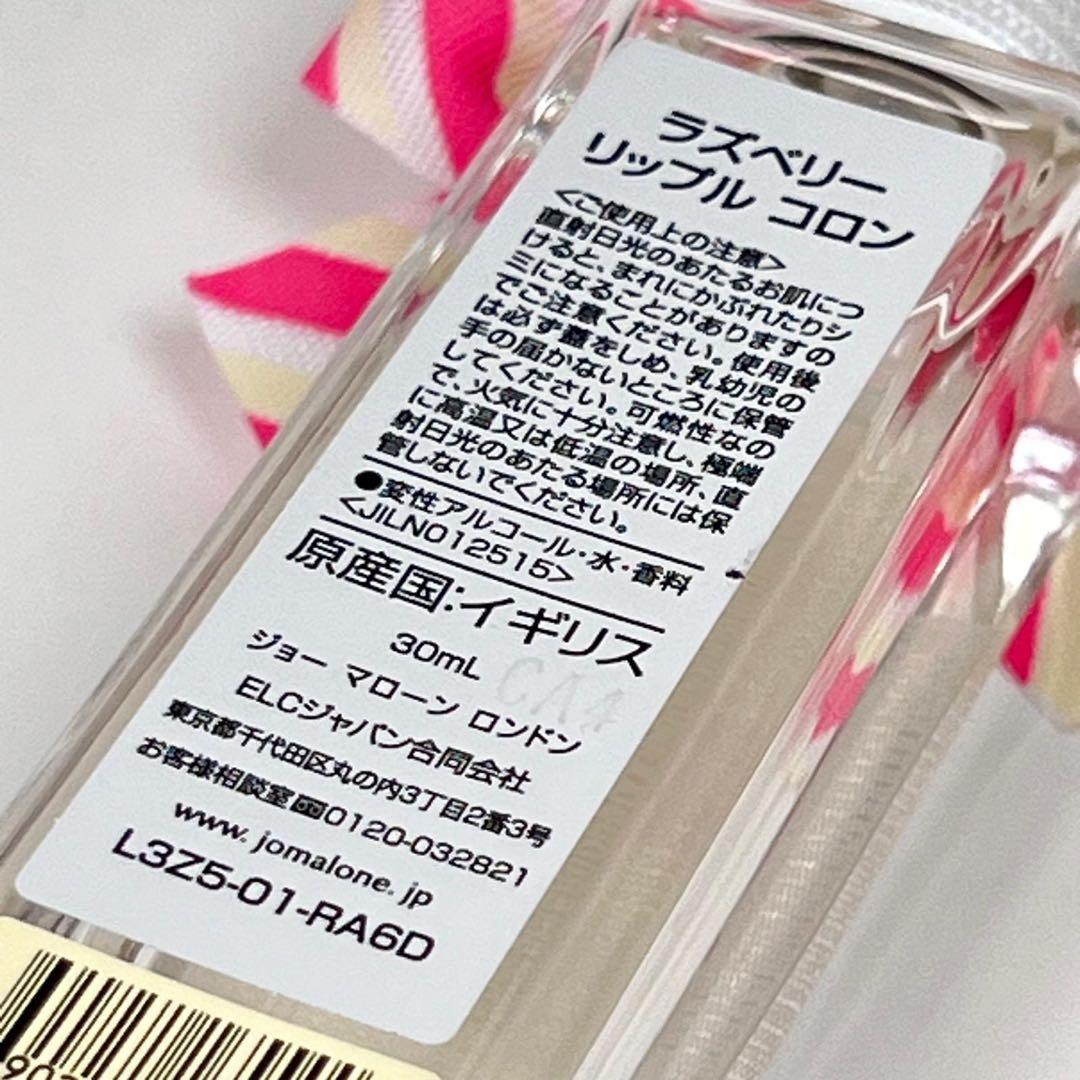 ラズベリー
リップル コロン
<ご使用上の注意>
直射日光のあたるお肌につ
けると、まれにかぶれたりシ
ミになることがありますの
でご注意ください。使用後
は必ず蓋をしめ、乳幼児の
手の届かないところに保管
してください。可燃性なの
で、火気に十分注意し、極端
に高温又は低温の場所、直
射日光のあたる場所には保
管しないでください。
●変性アルコール・水・香料
<JILN012515>
原産国:イギリス
30mL
CA4
ジョー マローン ロンドン
ELCジャパン合同会社
東京都千代田区丸の内3丁目2番3号
お客様相談室 0120-032821
www.jomalone.jp
L3Z5-01-RA6D